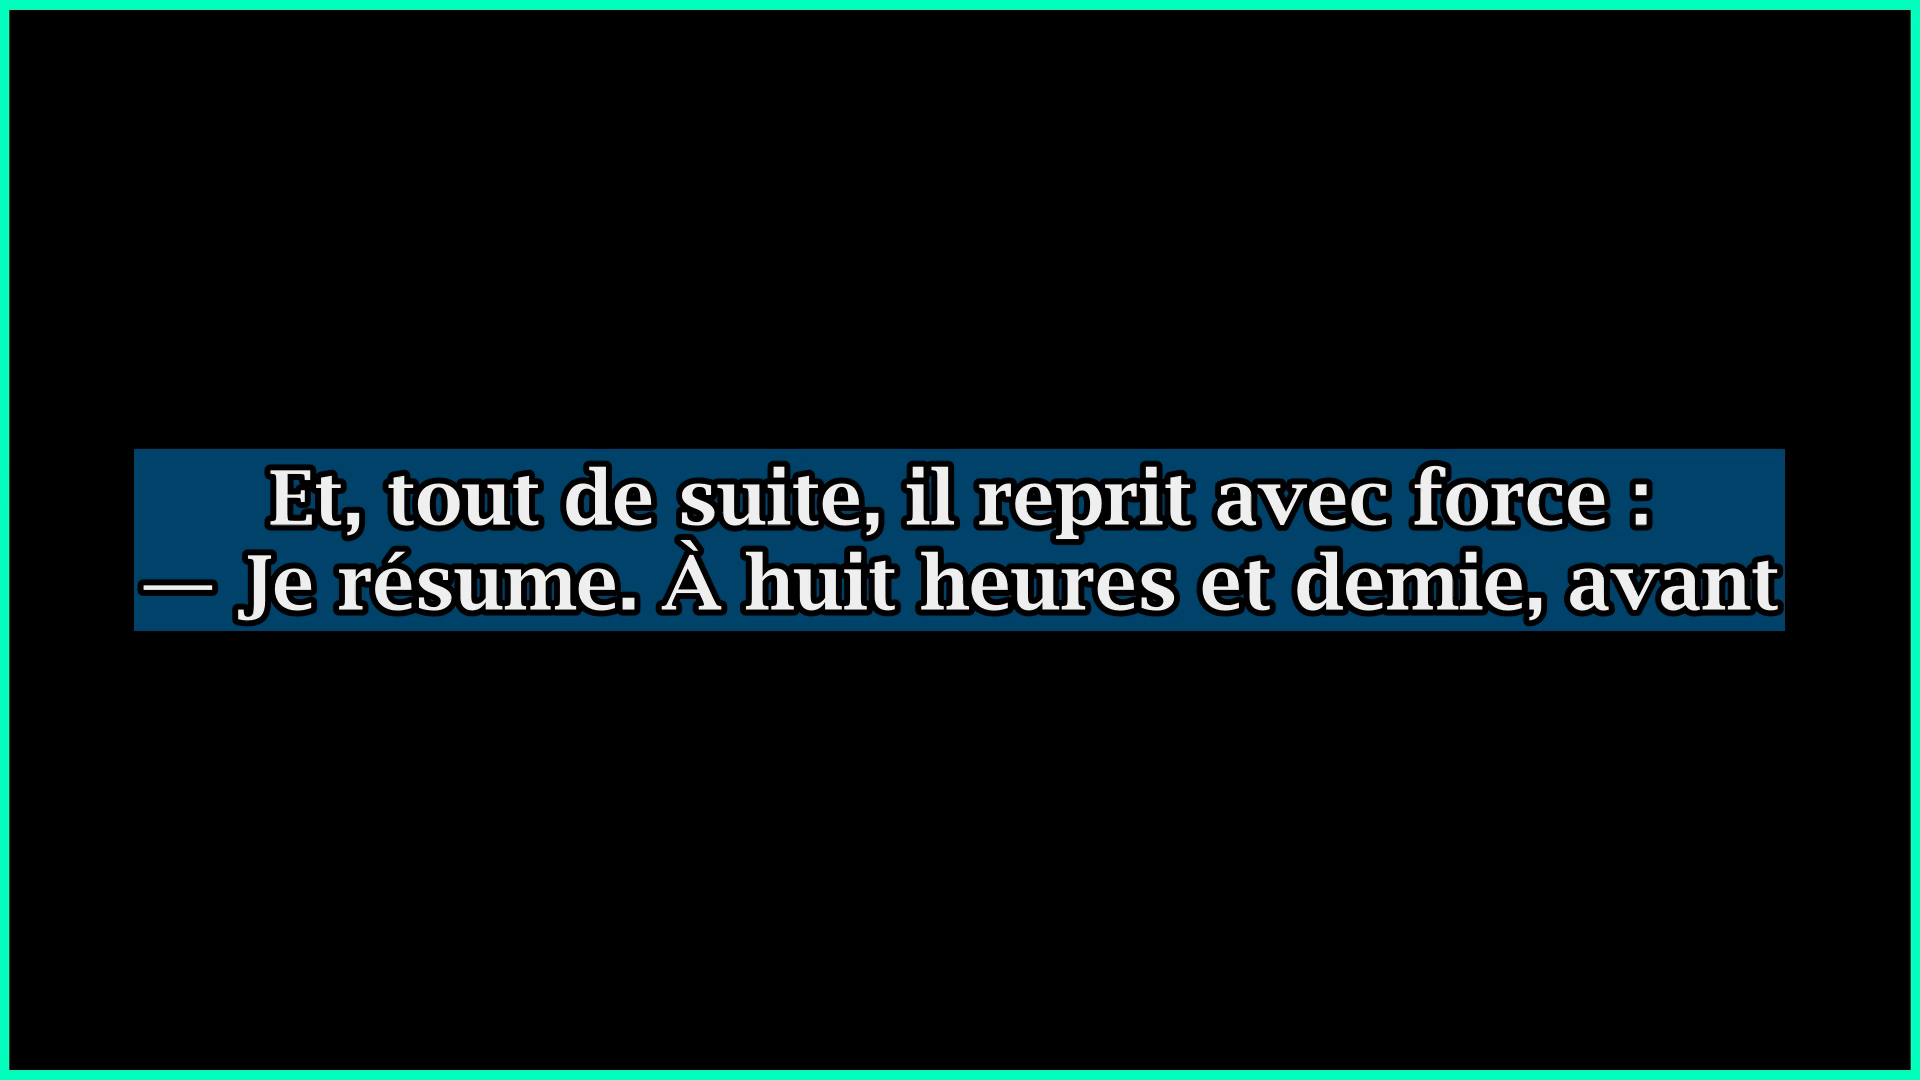 Et, tout de suite, il reprit avec force :
— Je résume. À huit heures et demie, avant